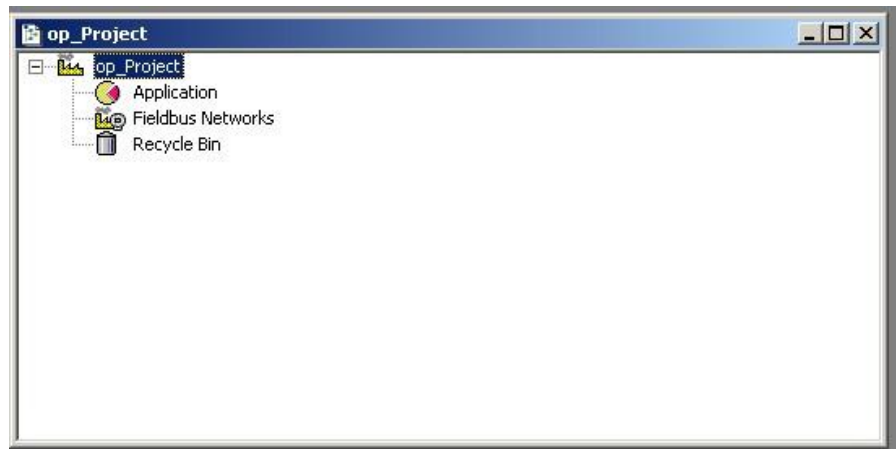 op_Project
op_Project
Application
Fieldbus Networks
Recycle Bin